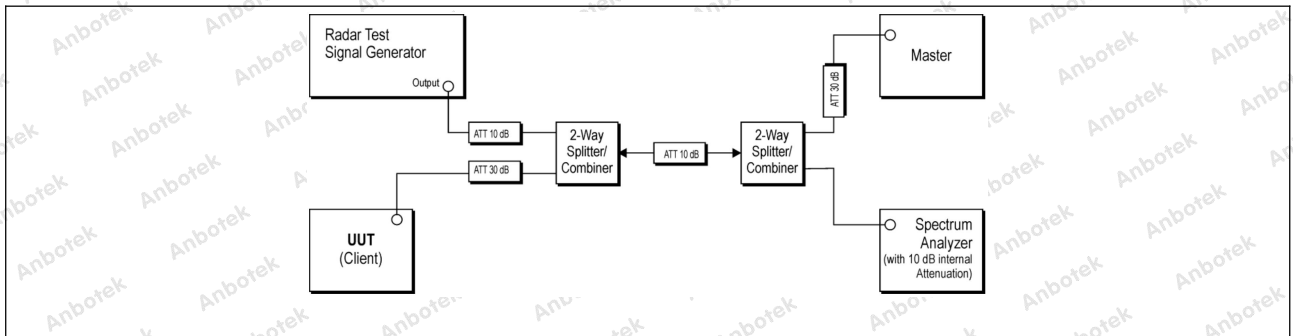 Radar Test
Signal Generator
Output
ATT 10 dB
ATT 30 dB
2-Way
Splitter/
Combiner
ATT 10 dB
2-Way
Splitter/
Combiner
ATT 30 dB
Master
UUT
(Client)
Spectrum
Analyzer
(with 10 dB internal
Attenuation)
Anbotek